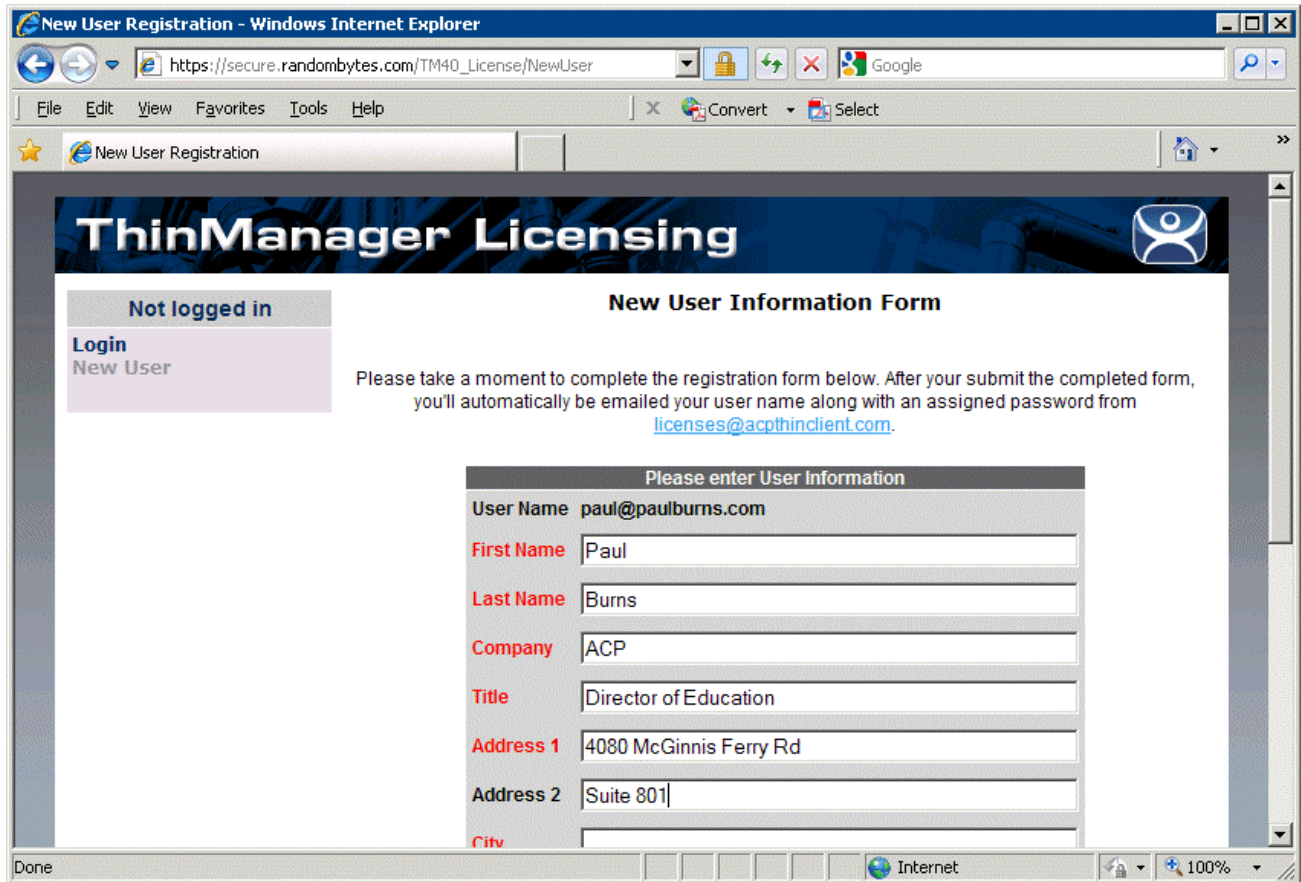 New User Registration - Windows Internet Explorer
https://secure.randombytes.com/TM40_License/NewUser
Google
File Edit View Favorites Tools Help
Convert
Select
New User Registration
ThinManager Licensing
Not logged in
Login
New User
New User Information Form
Please take a moment to complete the registration form below. After your submit the completed form,
you'll automatically be emailed your user name along with an assigned password from
licenses@acpthinclient.com.
Please enter User Information
User Name paul@paulburns.com
First Name Paul
Last Name Burns
Company ACP
Title Director of Education
Address 1 4080 McGinnis Ferry Rd
Address 2 Suite 801
City
Done
Internet
100%